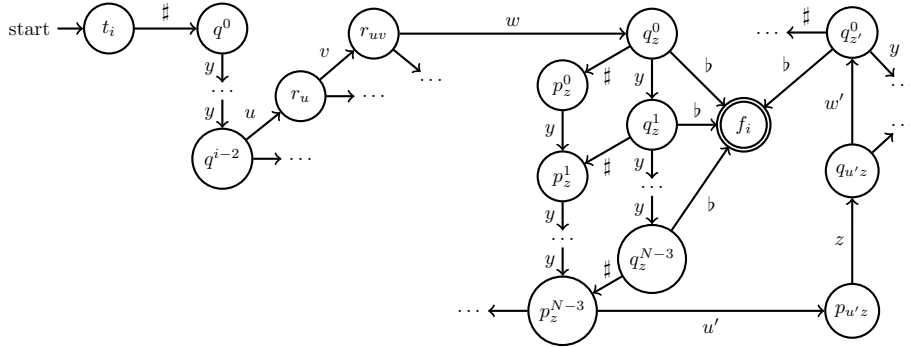 start
t_i
♯
q^0
y
...
y
q^{i-2}
u
...
r_u
...
v
r_{uv}
...
w
q_z^0
♯
y
♭
p_z^0
y
q_z^1
♭
f_i
♯
p_z^1
y
...
y
y
...
y
q_z^{N-3}
♭
♯
p_z^{N-3}
...
u'
p_{u'z}
z
q_{u'z}
...
w'
q_{z'}^0
♭
♯
...
y
...